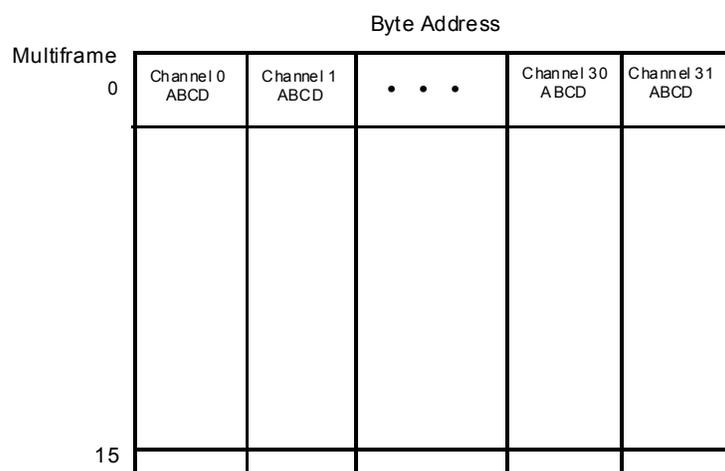 Byte Address
Multiframe
0
Channel 0
ABCD
Channel 1
ABCD
• • •
Channel 30
ABCD
Channel 31
ABCD
15